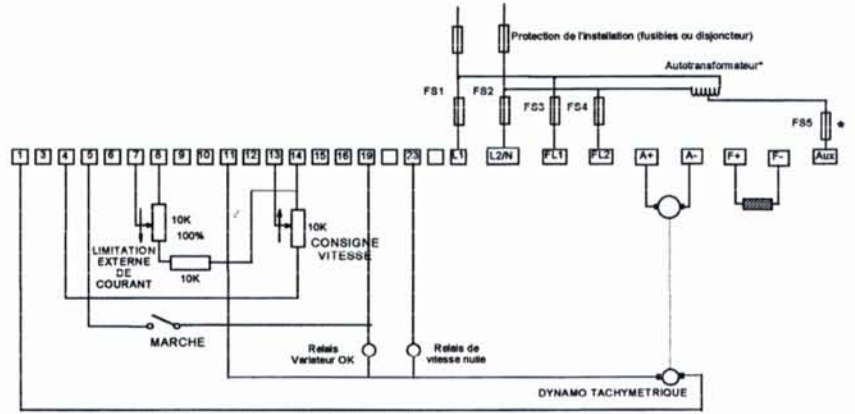 Protection de l'installation (fusibles ou disjoncteur)
Autotransformateur*
FS1
FS2
FS3
FS4
FS5 *
1 3 4 5 6 7 8 9 10 11 12 13 14 15 16 19 23 L1 L2/N FL1 FL2 A+ A- F+ F- Aux
10K
100%
LIMITATION
EXTERNE
DE
COURANT
10K
10K
CONSIGNE
VITESSE
MARCHE
Relais
Variateur OK
Relais de
vitesse nulle
DYNAMO TACHYMETRIQUE